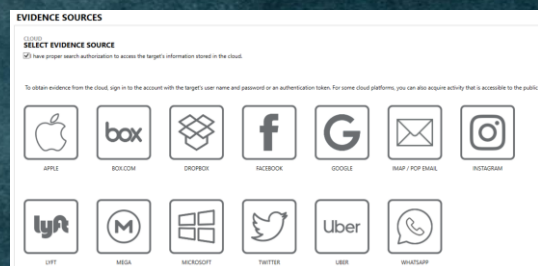 EVIDENCE SOURCES
CLOUD
SELECT EVIDENCE SOURCE
I have proper search authorization to access the target's information stored in the cloud.
To obtain evidence from the cloud, sign in to the account with the target's user name and password or an authentication token. For some cloud platforms, you can also acquire activity that is accessible to the public
box
f
G
lyft
M
Uber
APPLE BOX.COM DROPBOX FACEBOOK GOOGLE IMAP / POP EMAIL INSTAGRAM
LYFT MEGA MICROSOFT TWITTER UBER WHATSAPP